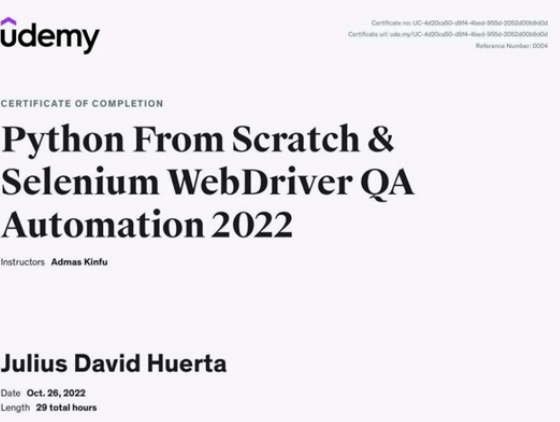 udemy
Certificate no: UC-4d20ca50-d9f4-4bed-955d-2052d00b9d0d
Certificate url: ude.my/UC-4d20ca50-d9f4-4bed-955d-2052d00b9d0d
Reference Number: 0004
CERTIFICATE OF COMPLETION
Python From Scratch &
Selenium WebDriver QA
Automation 2022
Instructors Admas Kinfu
Julius David Huerta
Date Oct. 26, 2022
Length 29 total hours